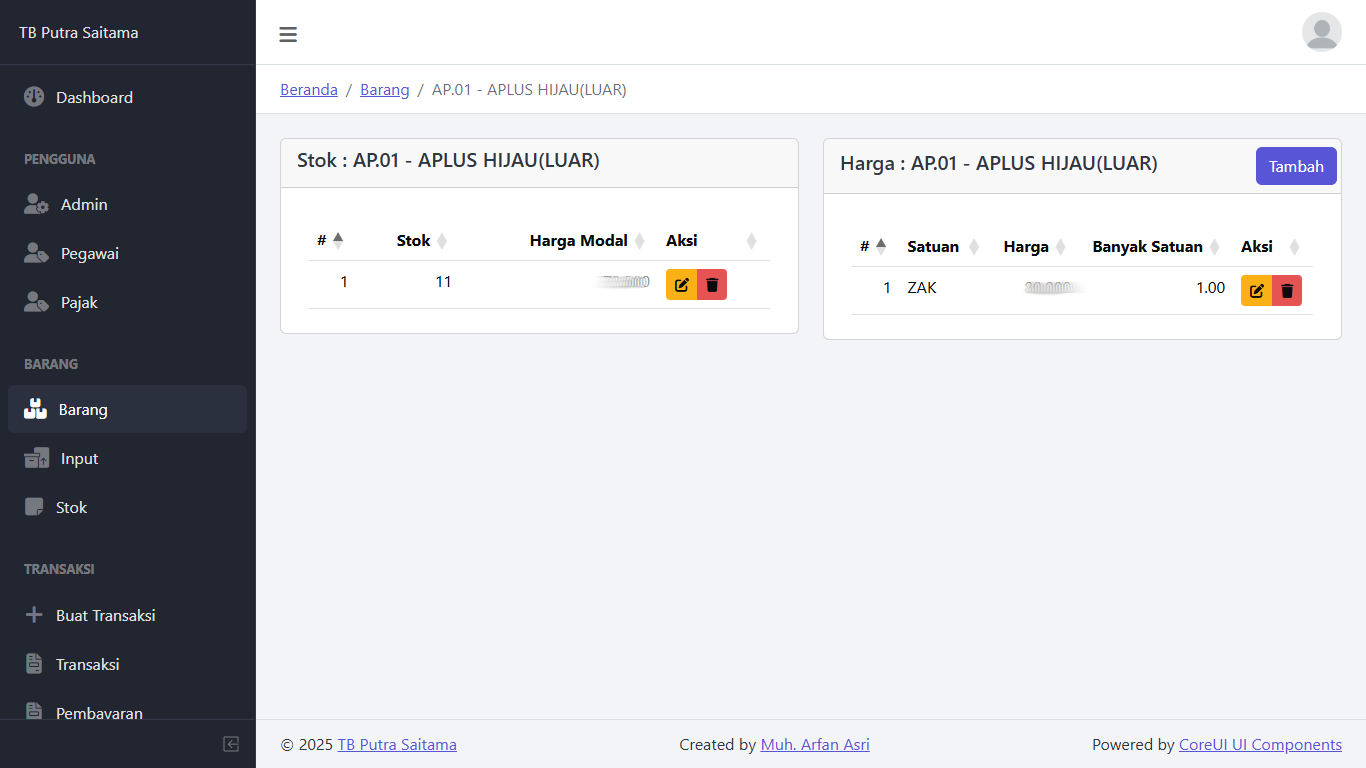 TB Putra Saitama
Dashboard
PENGGUNA
Admin
Pegawai
Pajak
BARANG
Barang
Input
Stok
TRANSAKSI
Buat Transaksi
Transaksi
Pembayaran
Beranda / Barang / AP.01 - APLUS HIJAU(LUAR)
Stok : AP.01 - APLUS HIJAU(LUAR)
# Stok Harga Modal Aksi
1 11
Harga : AP.01 - APLUS HIJAU(LUAR)
Tambah
# Satuan Harga Banyak Satuan Aksi
1 ZAK 1.00
© 2025 TB Putra Saitama
Created by Muh. Arfan Asri
Powered by CoreUI UI Components